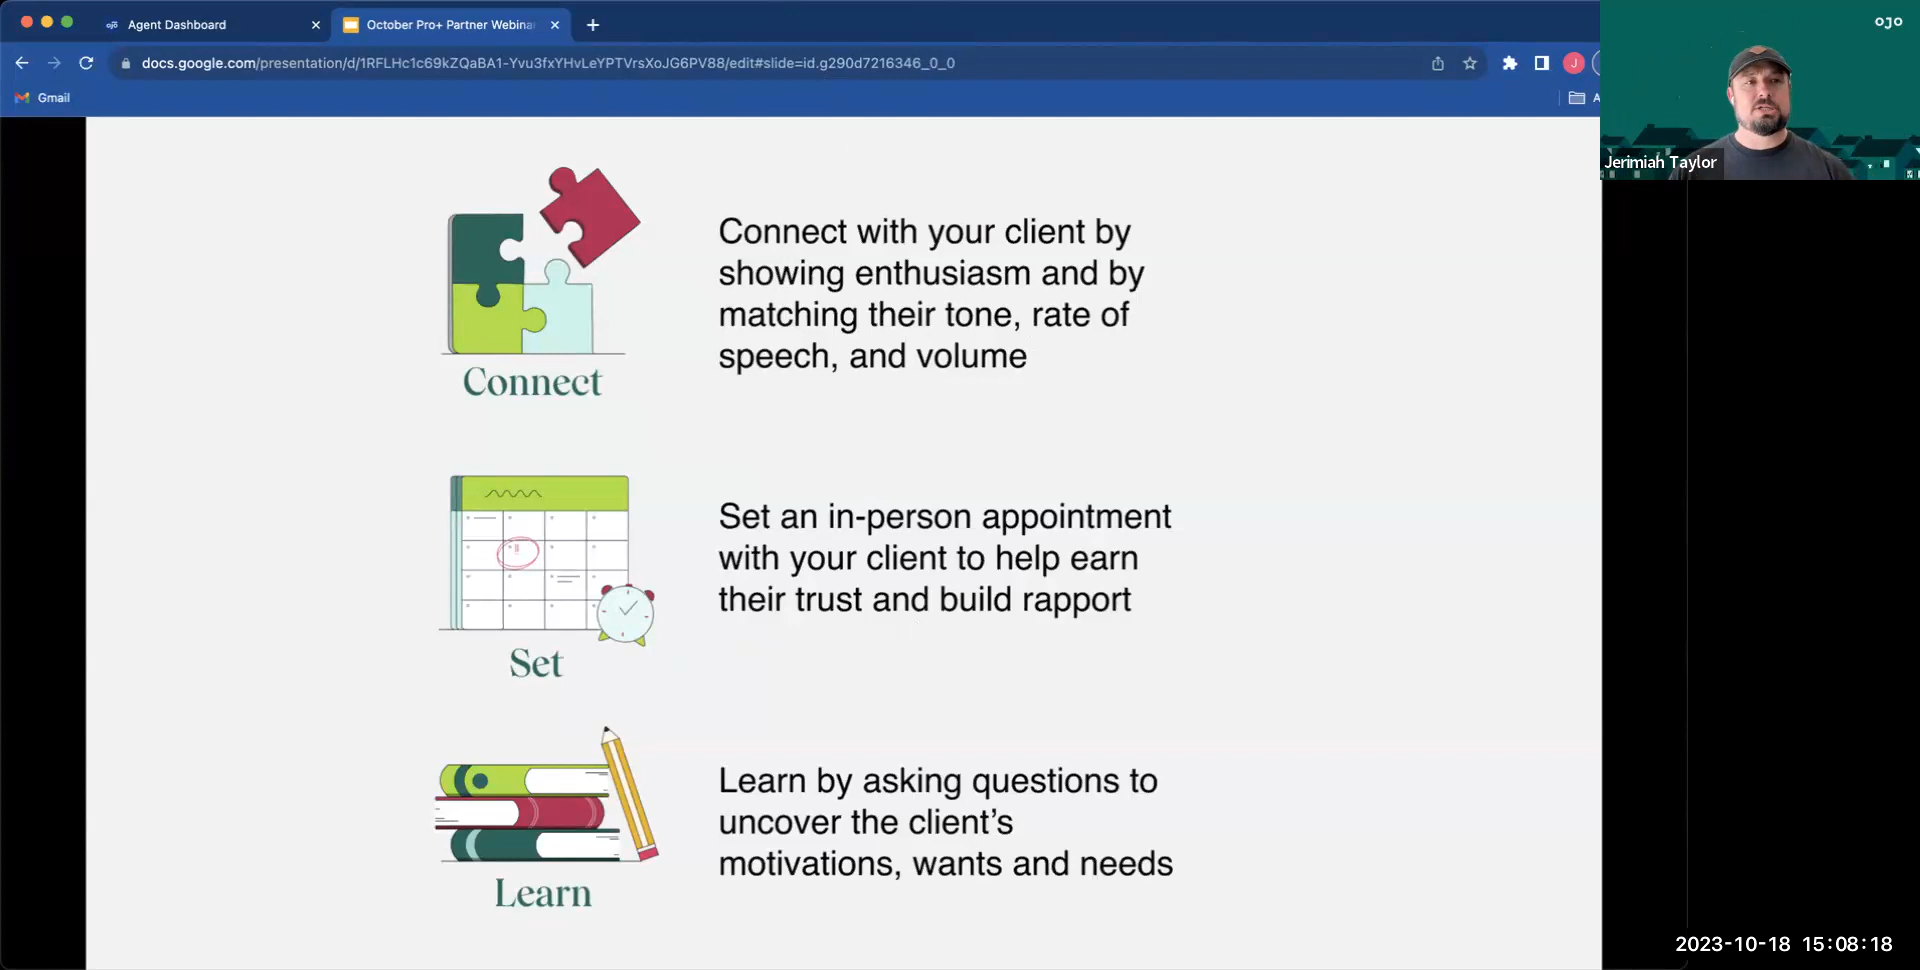 ojo Agent Dashboard
October Pro+ Partner Webina
docs.google.com/presentation/d/1RFLHc1c69kZQaBA1-Yvu3fxYHvLeYPTVrsXoJG6PV88/edit#slide=id.g290d7216346_0_0
J
Gmail
A
ojo
Jerimiah Taylor
Connect with your client by
showing enthusiasm and by
matching their tone, rate of
speech, and volume
Connect
Set an in-person appointment
with your client to help earn
their trust and build rapport
Set
Learn by asking questions to
uncover the client’s
motivations, wants and needs
Learn
2023-10-18 15:08:18